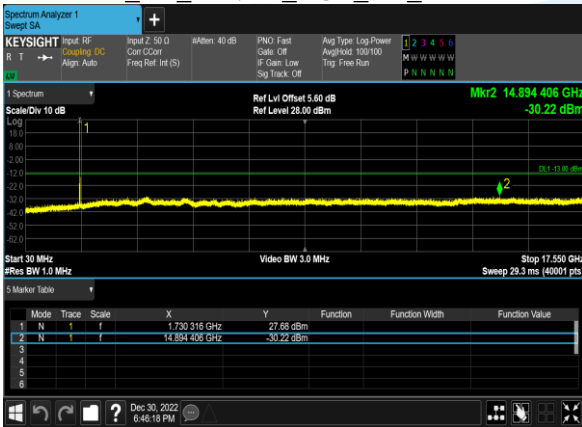 Spectrum Analyzer 1
Swept SA
+
KEYSIGHT Input: RF Input Z: 50 Ω #Atten: 40 dB PNO: Fast Avg Type: Log-Power 1 2 3 4 5 6
R T Coupling: DC Corr CCorr Gate: Off Avg|Hold: 100/100 M W W W W W
Align: Auto Freq Ref: Int (S) IF Gain: Low Trig: Free Run
LU Sig Track: Off P N N N N N
1 Spectrum Ref Lvl Offset 5.60 dB Mkr2 14.894 406 GHz
Scale/Div 10 dB Ref Level 28.00 dBm -30.22 dBm
Log
18.0
8.00
-2.00
-12.0
-22.0
-32.0
-42.0
-52.0
-62.0
1
DL1 -13.00 dBm
2
Start 30 MHz Video BW 3.0 MHz Stop 17.550 GHz
#Res BW 1.0 MHz Sweep 29.3 ms (40001 pts
5 Marker Table
Mode Trace Scale X Y Function Function Width Function Value
1 N 1 f 1.730 316 GHz 27.68 dBm
2 N 1 f 14.894 406 GHz -30.22 dBm
3
4
5
6
? Dec 30, 2022
6:46:18 PM